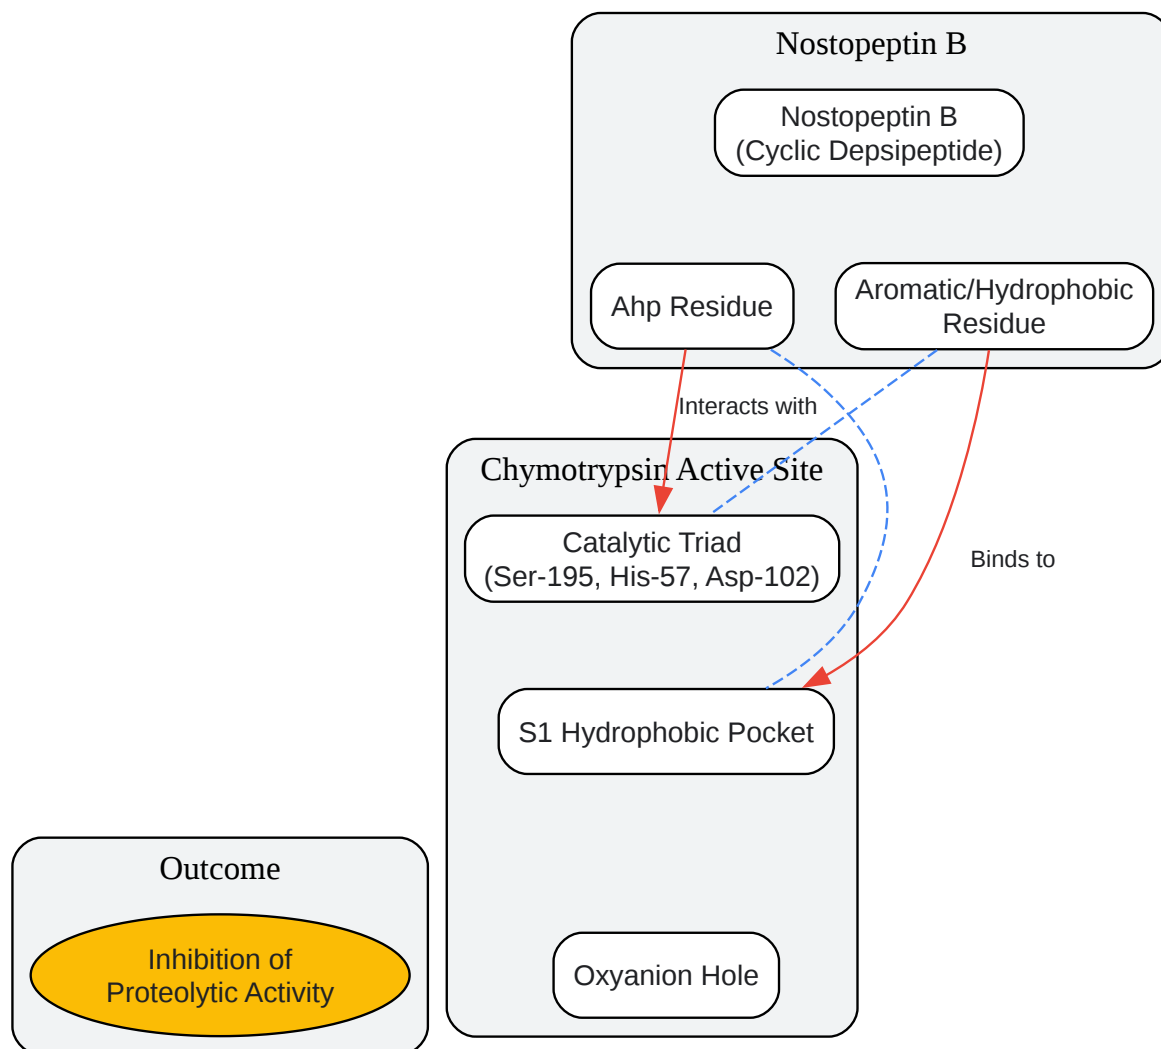 Nostopeptin B
Nostopeptin B
(Cyclic Depsipeptide)
Ahp Residue
Aromatic/Hydrophobic
Residue
Interacts with
Chymotrypsin Active Site
Catalytic Triad
(Ser-195, His-57, Asp-102)
Binds to
S1 Hydrophobic Pocket
Outcome
Inhibition of
Proteolytic Activity
Oxyanion Hole